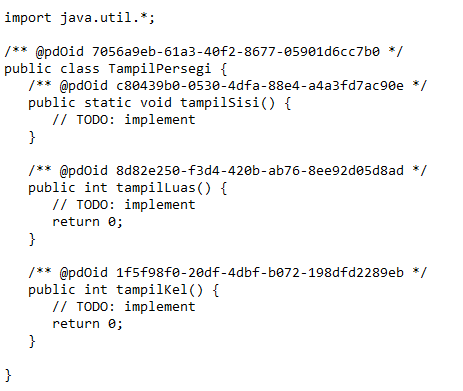 import java.util.*;
/** @pdOid 7056a9eb-61a3-40f2-8677-05901d6cc7b0 */
public class TampilPersegi {
/** @pdOid c80439b0-0530-4dfa-88e4-a4a3fd7ac90e */
public static void tampilSisi() {
// TODO: implement
}
/** @pdOid 8d82e250-f3d4-420b-ab76-8ee92d05d8ad */
public int tampilLuas() {
// TODO: implement
return 0;
}
/** @pdOid 1f5f98f0-20df-4dbf-b072-198dfd2289eb */
public int tampilKel() {
// TODO: implement
return 0;
}
}